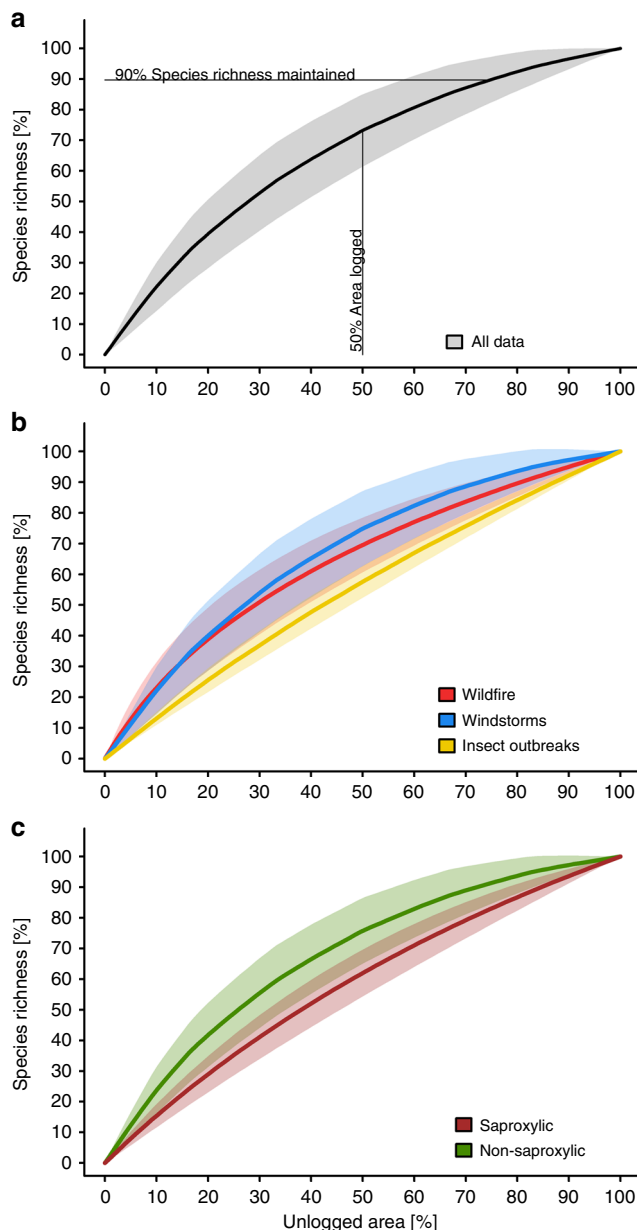 a
100
90
80
70
60
50
40
30
20
10
0
Species richness [%]
90% Species richness maintained
50% Area logged
All data
0 10 20 30 40 50 60 70 80 90 100
b
100
90
80
70
60
50
40
30
20
10
0
Species richness [%]
Wildfire
Windstorms
Insect outbreaks
0 10 20 30 40 50 60 70 80 90 100
c
100
90
80
70
60
50
40
30
20
10
0
Species richness [%]
Saproxylic
Non-saproxylic
0 10 20 30 40 50 60 70 80 90 100
Unlogged area [%]